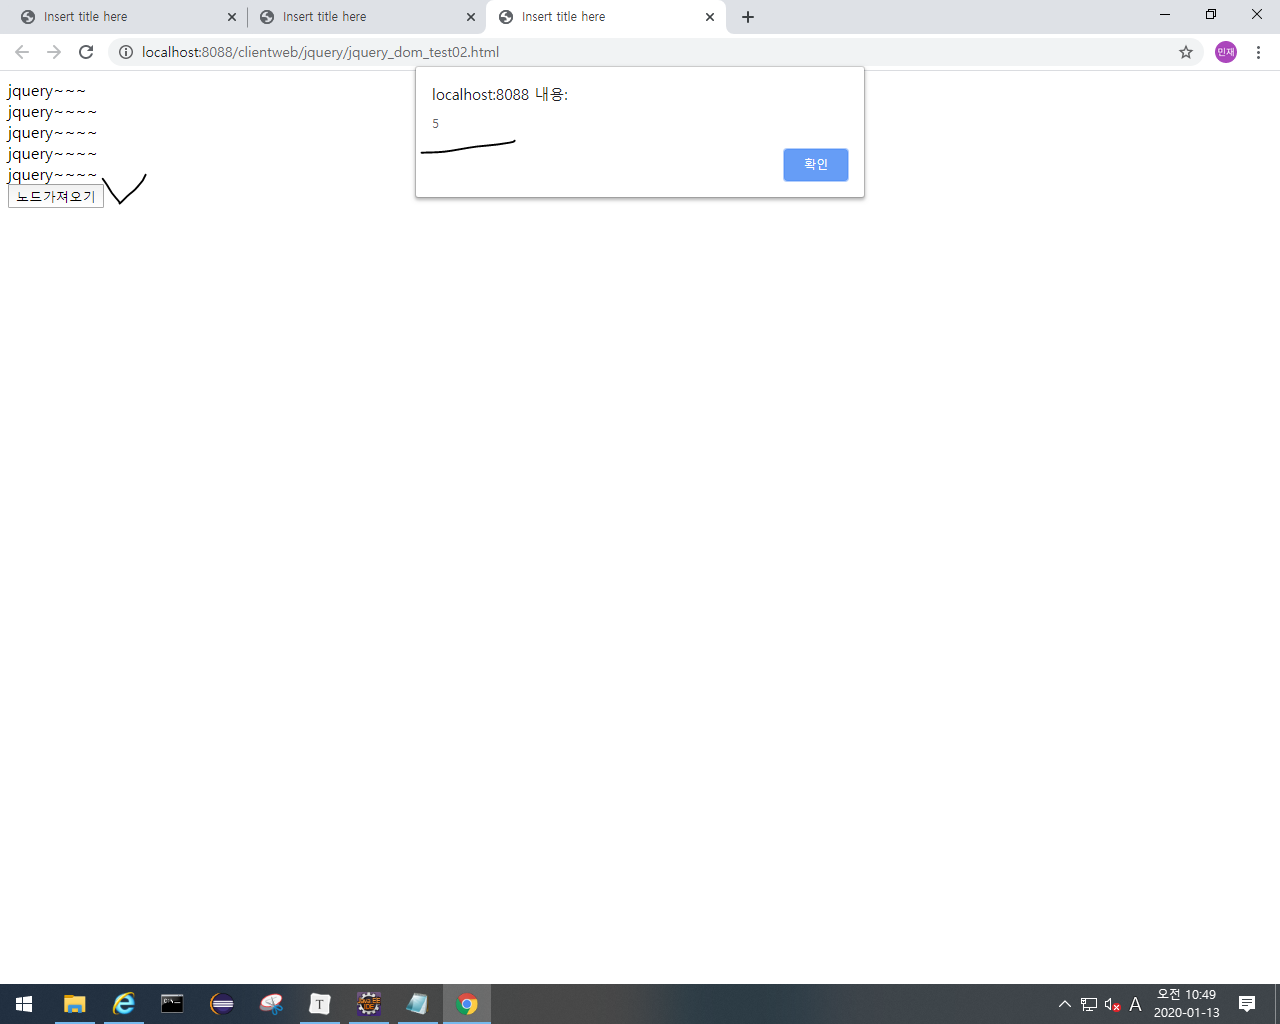 Insert title here
Insert title here
Insert title here
localhost:8088/clientweb/jquery/jquery_dom_test02.html
민재
jquery~~~
jquery~~~~
jquery~~~~
jquery~~~~
jquery~~~~
노드가져오기
localhost:8088 내용:
5
확인
T
A
오전 10:49
2020-01-13